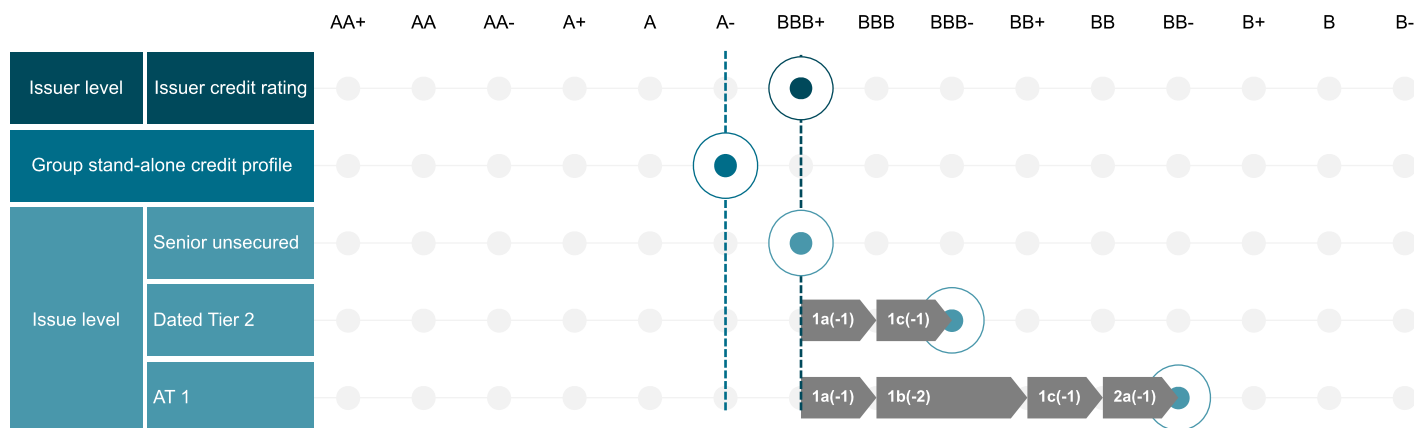 AA+ AA AA- A+ A A- BBB+ BBB BBB- BB+ BB BB- B+ B B-
Issuer level Issuer credit rating
Group stand-alone credit profile
Senior unsecured
Issue level Dated Tier 2 1a(-1) 1c(-1)
AT 1 1a(-1) 1b(-2) 1c(-1) 2a(-1)